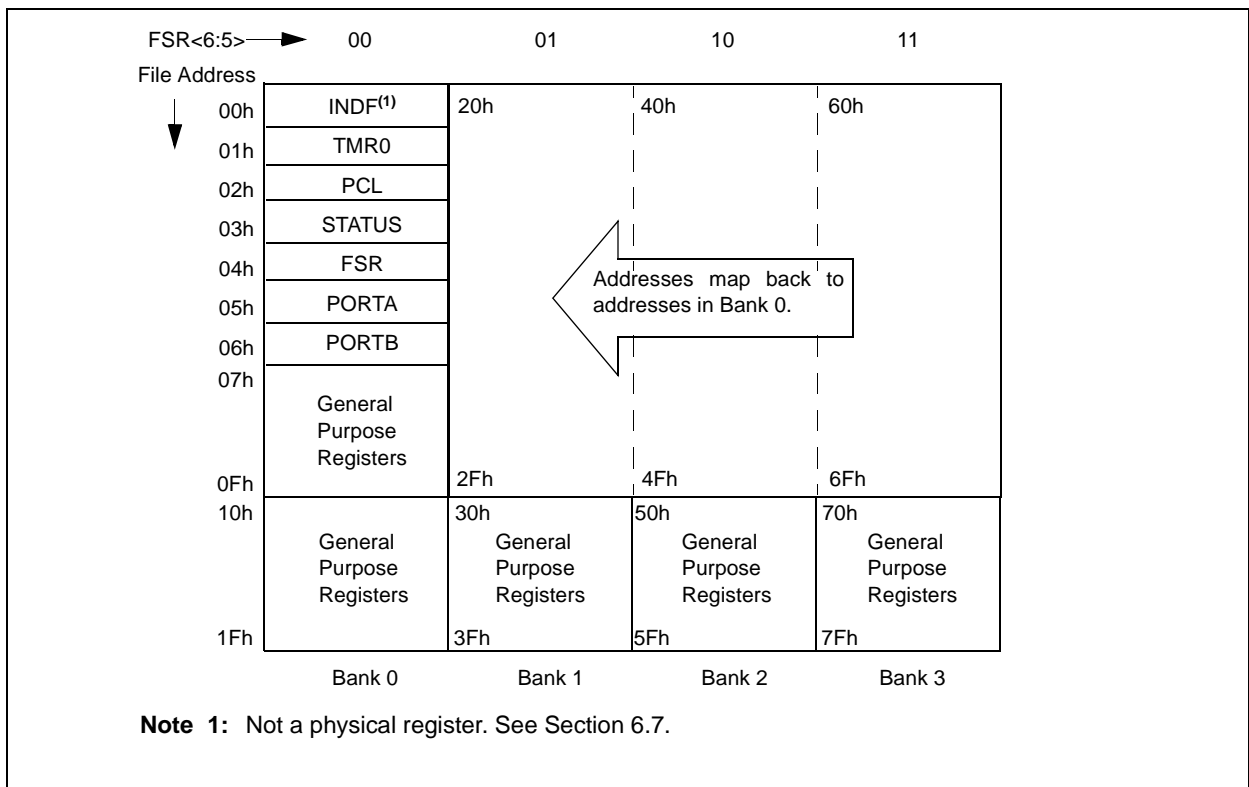 FSR<6:5> 00 01 10 11
File Address
00h INDF(1) 20h 40h 60h
01h TMR0
02h PCL
03h STATUS
04h FSR
Addresses map back to
05h PORTA addresses in Bank 0.
06h PORTB
07h
General
Purpose
Registers
0Fh 2Fh 4Fh 6Fh
10h 30h 50h 70h
General General General General
Purpose Purpose Purpose Purpose
Registers Registers Registers Registers
1Fh 3Fh 5Fh 7Fh
Bank 0 Bank 1 Bank 2 Bank 3
Note 1: Not a physical register. See Section 6.7.